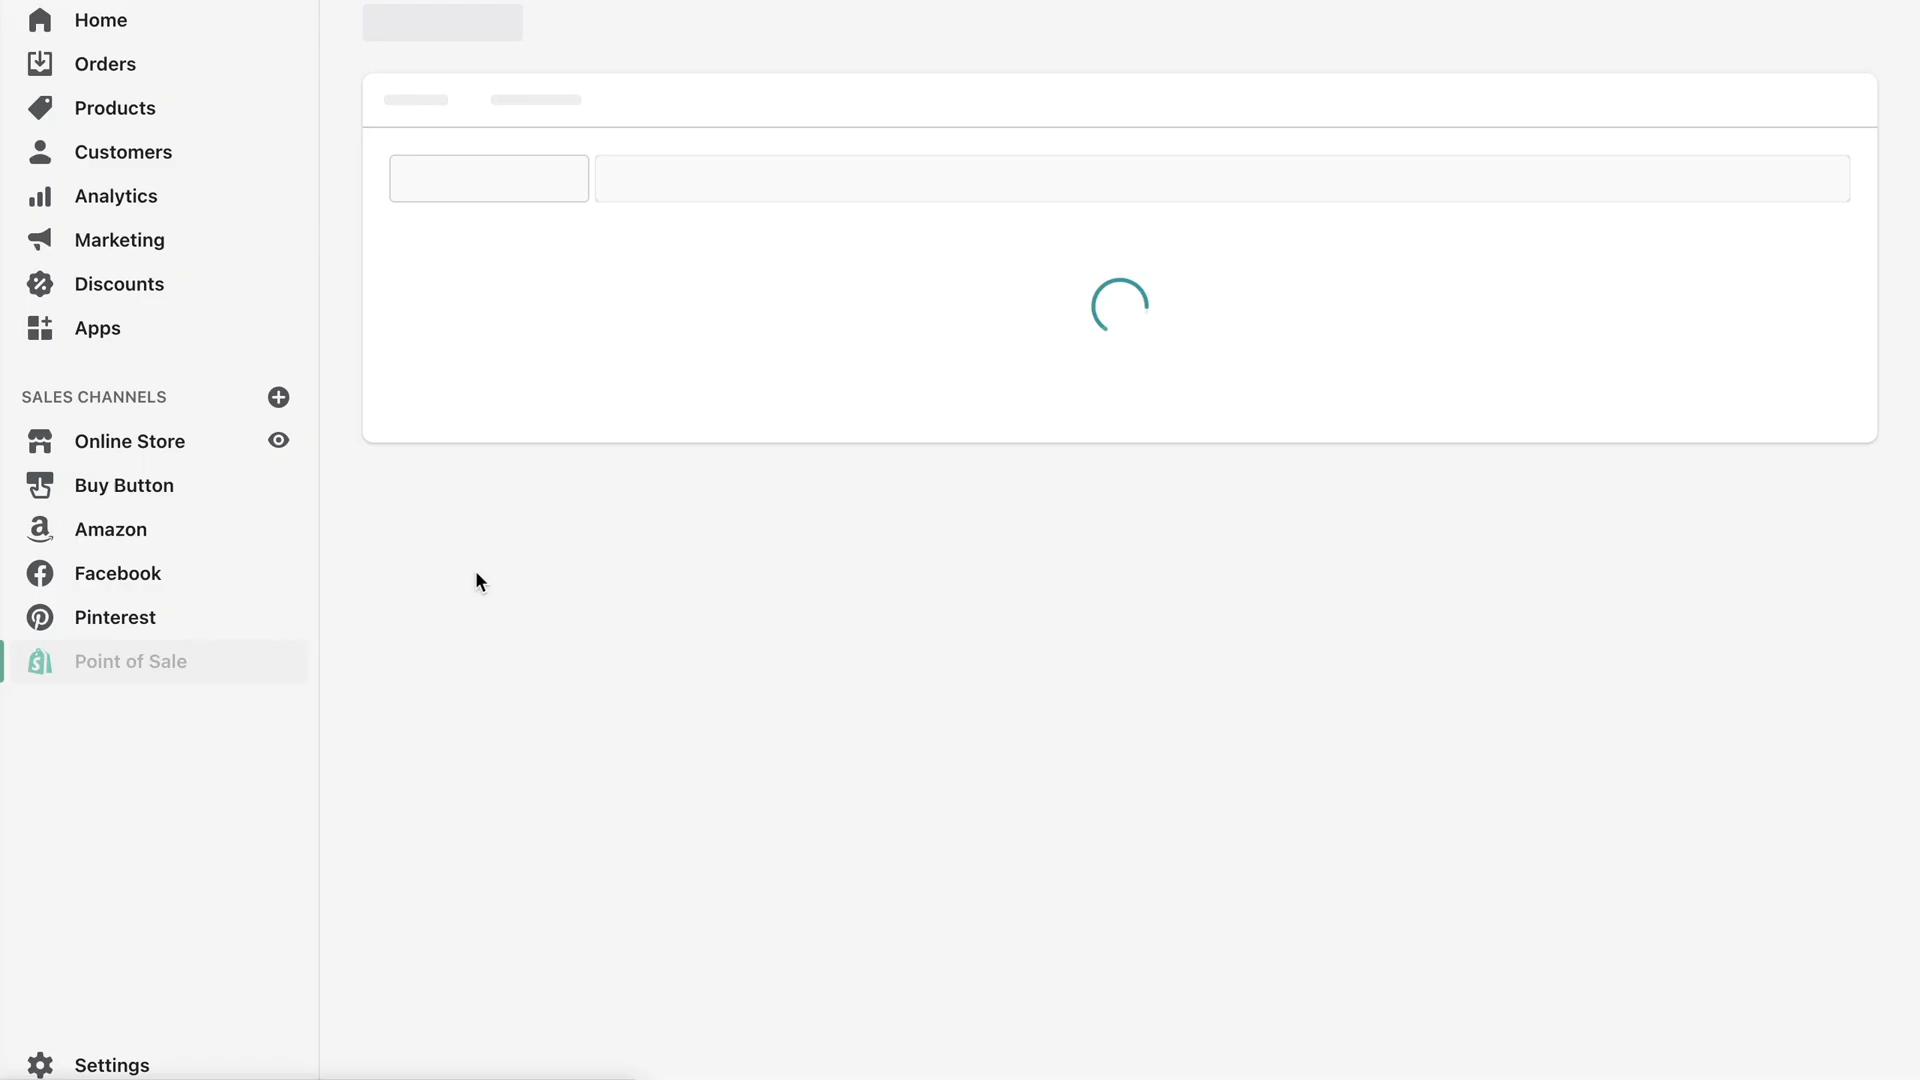 Home
Orders
Products
Customers
Analytics
Marketing
Discounts
Apps
SALES CHANNELS
Online Store
Buy Button
Amazon
Facebook
Pinterest
Point of Sale
Settings